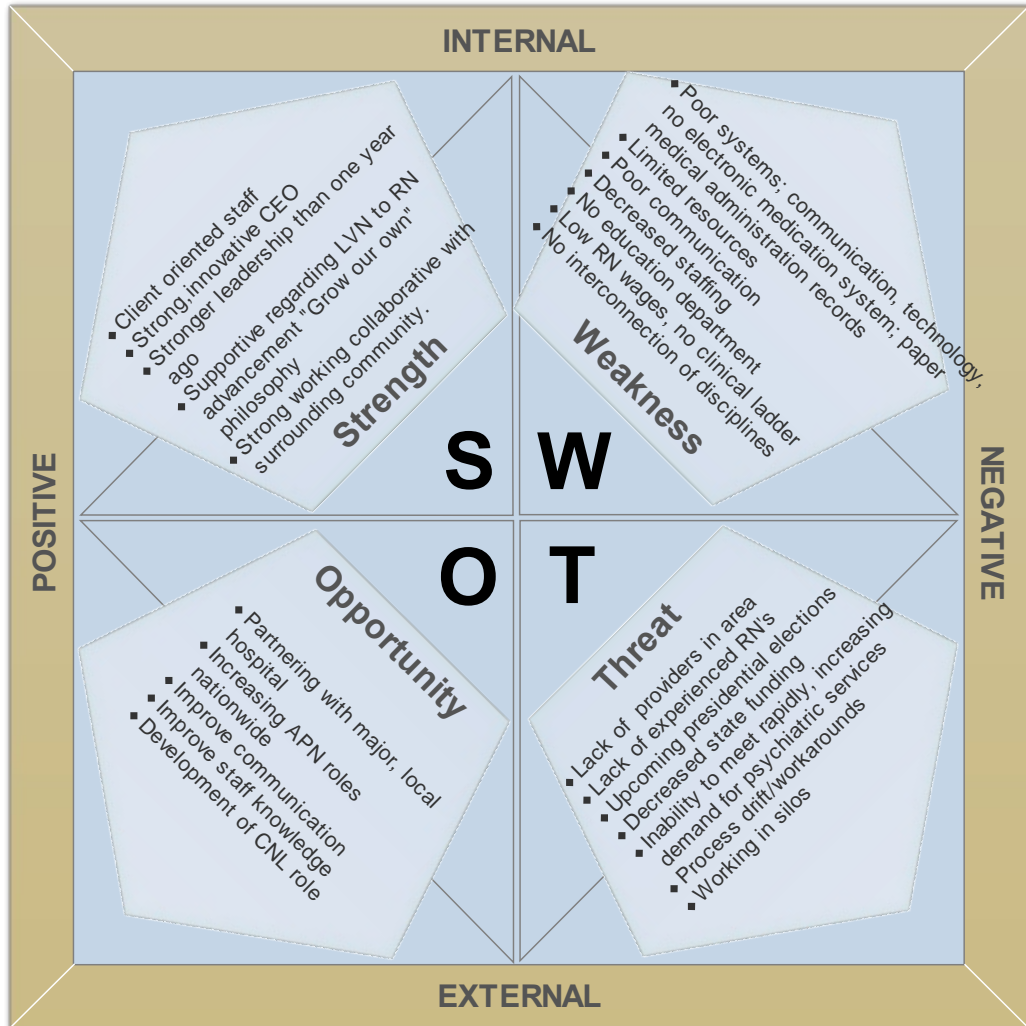 INTERNAL
POSITIVE
NEGATIVE
EXTERNAL
S
W
O
T
▪ Client oriented staff
▪ Strong,innovative CEO
▪ Stronger leadership than one year
ago
▪ Supportive regarding LVN to RN
advancement "Grow our own'
philosophy
▪ Strong working collaborative with
surrounding community.
Strength
▪ Poor systems; communication, technology,
no electronic medication system; paper
medical administration records
▪ Limited resources
▪ Poor communication
▪ Decreased staffing
▪ No education department
▪ Low RN wages, no clinical ladder
▪ No interconnection of disciplines
Weakness
Opportunity
▪ Partnering with major, local
hospital
▪ Increasing APN roles
nationwide
▪ Improve communication
▪ Improve staff knowledge
▪ Development of CNL role
Threat
▪ Lack of providers in area
▪ Lack of experienced RN's
▪ Upcoming presidential elections
▪ Decreased state funding
▪ Inability to meet rapidly, increasing
demand for psychiatric services
▪ Process drift/workarounds
▪ Working in silos